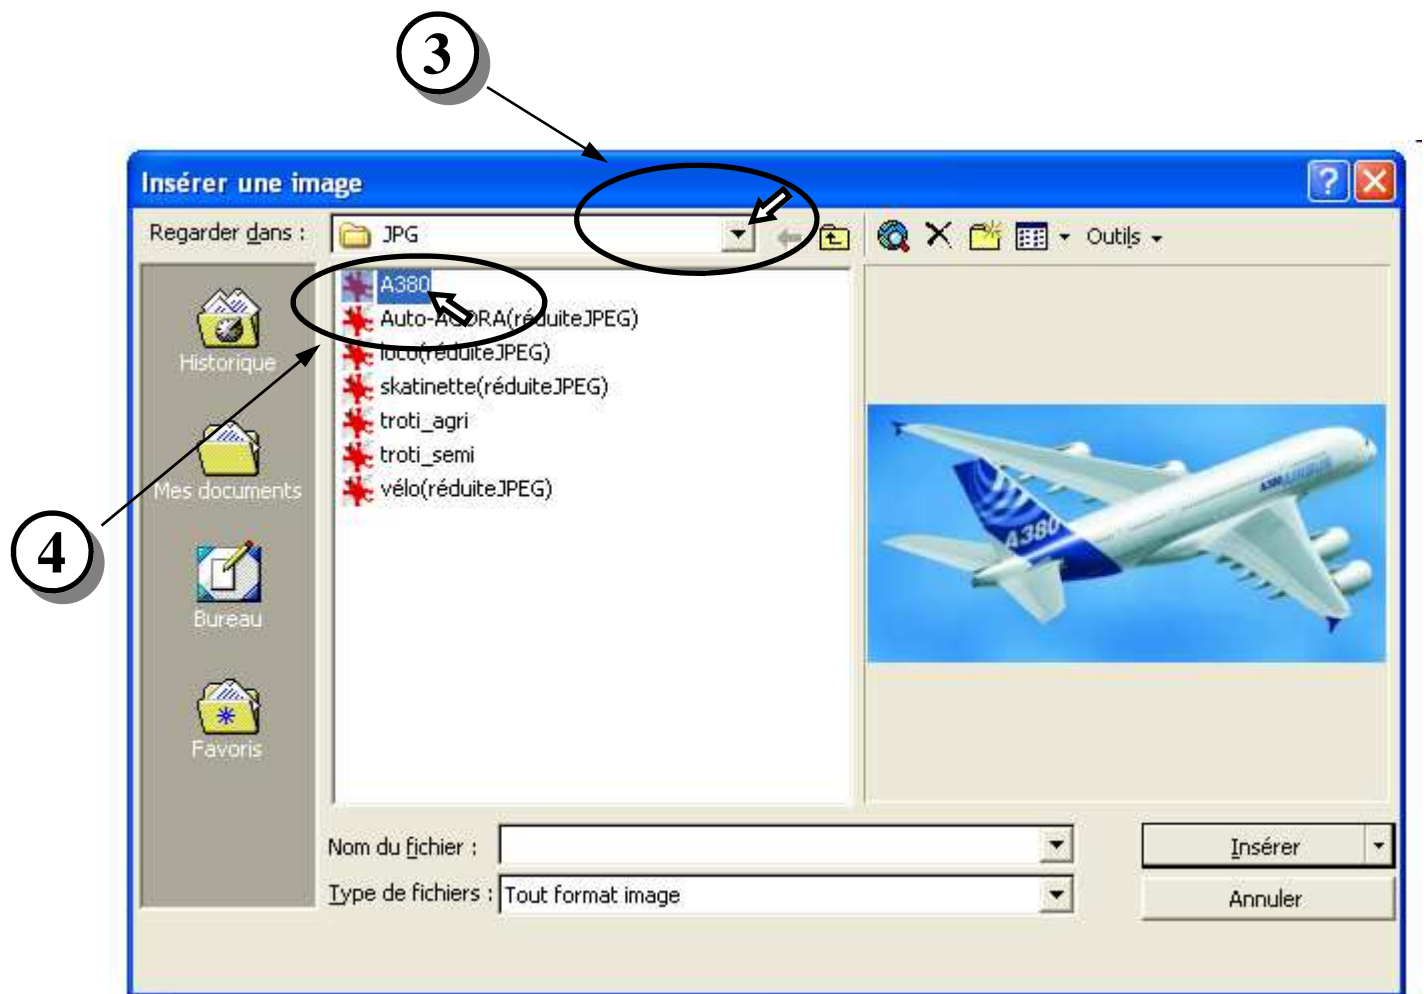 3
Insérer une image
Regarder dans :
JPG
Outils
A380
Auto-AGORA(réduiteJPEG)
loco(réduiteJPEG)
skatinette(réduiteJPEG)
troti_agri
troti_semi
vélo(réduiteJPEG)
Historique
Mes documents
Bureau
Favoris
4
A380
A380
Nom du fichier :
Insérer
Type de fichiers :
Tout format image
Annuler